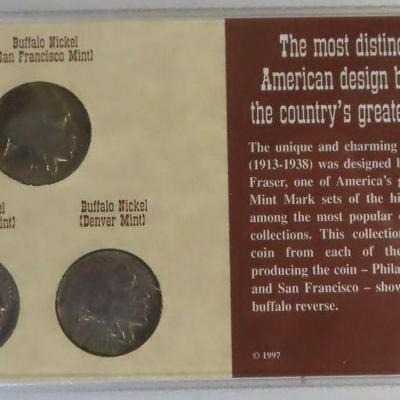 Buffalo Nickel
San Francisco Mint)
Buffalo Nickel
(Denver Mint)
The most distinc
American design b
the country's greate
The unique and charming
(1913-1938) was designed b
Fraser, one of America's g
Mint Mark sets of the hi
among the most popular c
collections. This collection
coin from each of the
producing the coin – Phila
and San Francisco – show
buffalo reverse.
© 1997